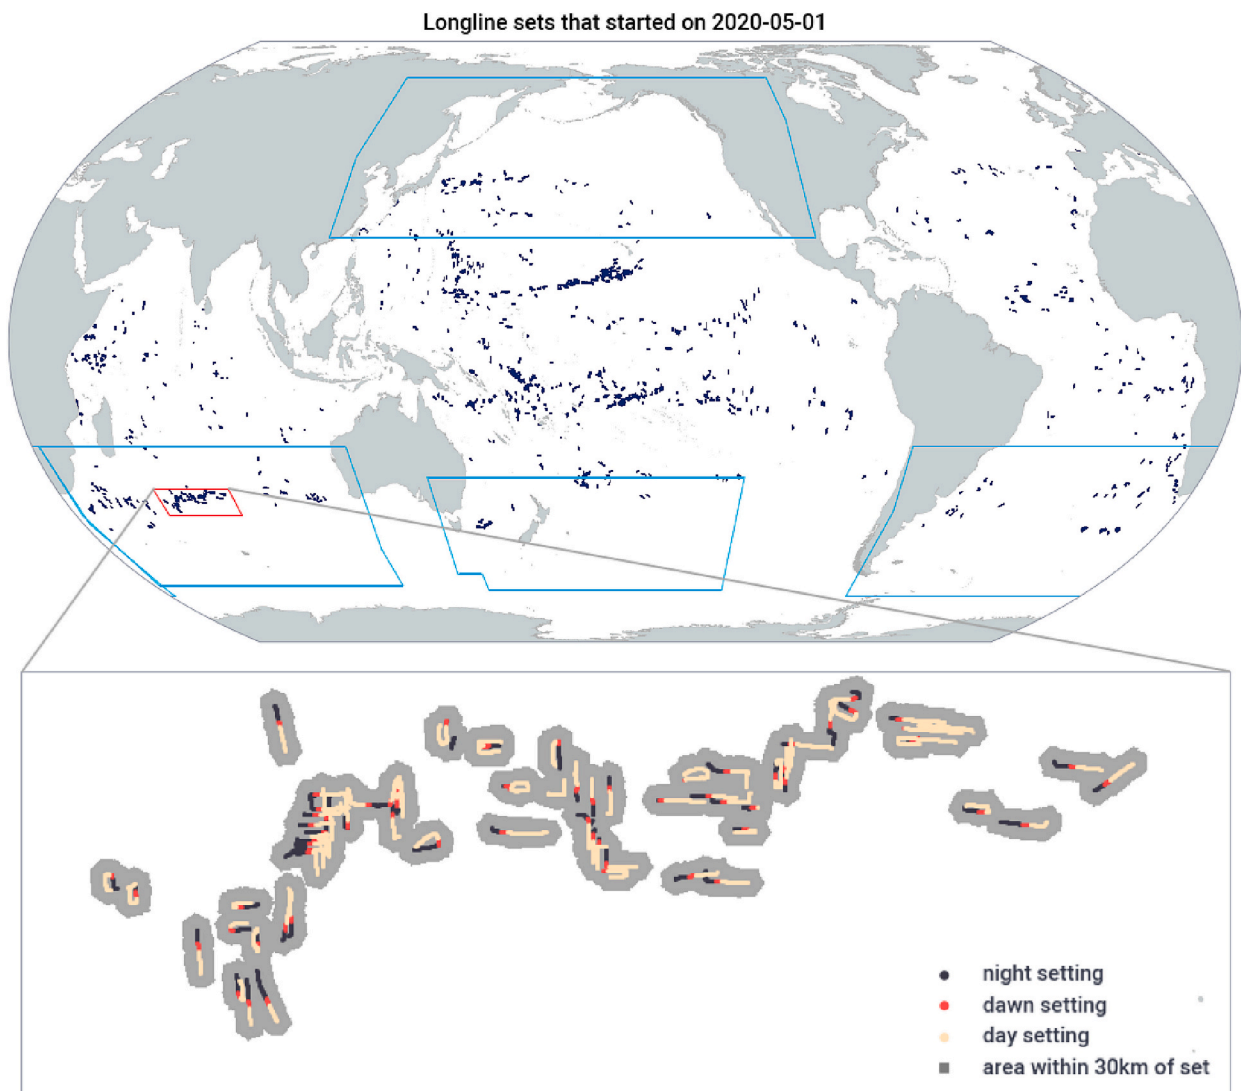 Longline sets that started on 2020-05-01
night setting
dawn setting
day setting
area within 30km of set